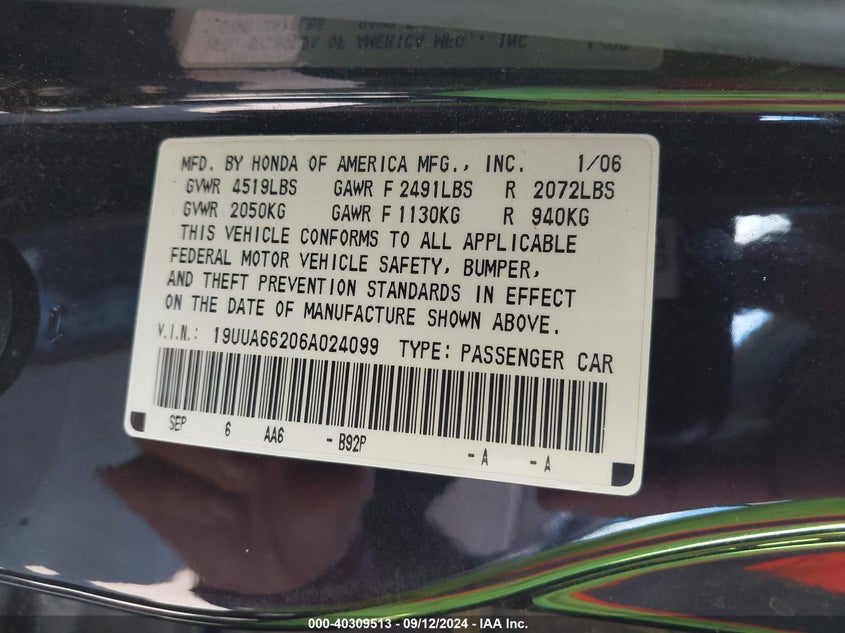 MFD. BY HONDA OF AMERICA MFG., INC. 1/06
GVWR 4519LBS GAWR F 2491LBS R 2072LBS
GVWR 2050KG GAWR F 1130KG R 940KG
THIS VEHICLE CONFORMS TO ALL APPLICABLE
FEDERAL MOTOR VEHICLE SAFETY, BUMPER,
AND THEFT PREVENTION STANDARDS IN EFFECT
ON THE DATE OF MANUFACTURE SHOWN ABOVE.
V.I.N.: 19UUA66206A024099 TYPE: PASSENGER CAR
SEP 6 AA6 - B92P - A - A
000-40309513 - 09/12/2024 - IAA Inc.